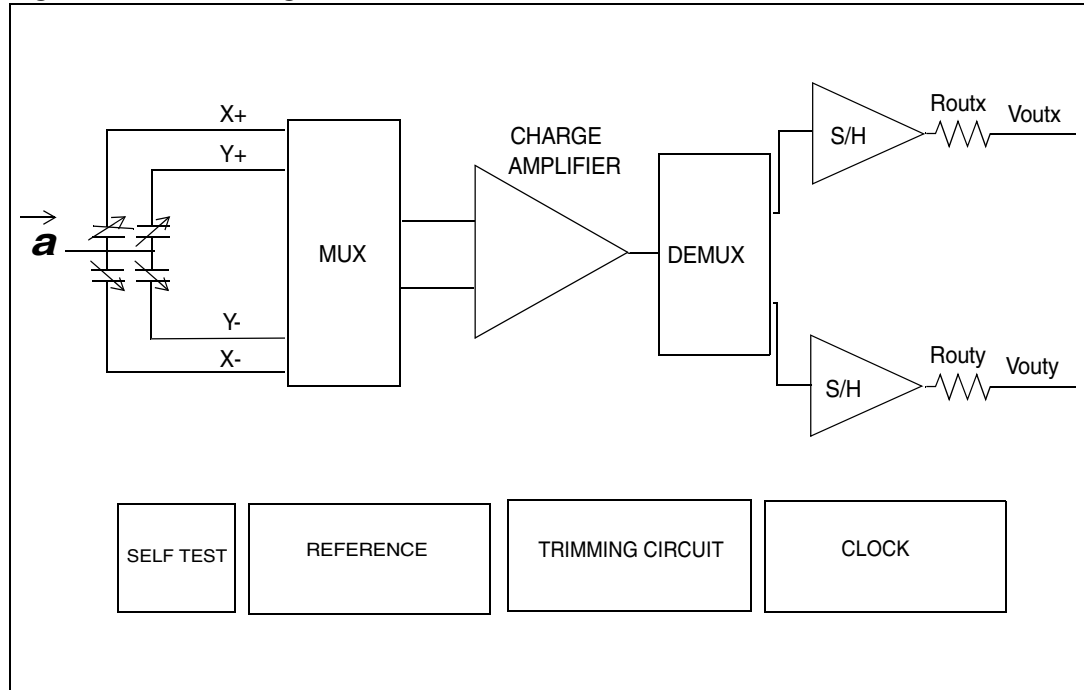 X+
Y+
a
Y-
X-
MUX
CHARGE
AMPLIFIER
DEMUX
S/H
Routx
Voutx
S/H
Routy
Vouty
SELF TEST
REFERENCE
TRIMMING CIRCUIT
CLOCK